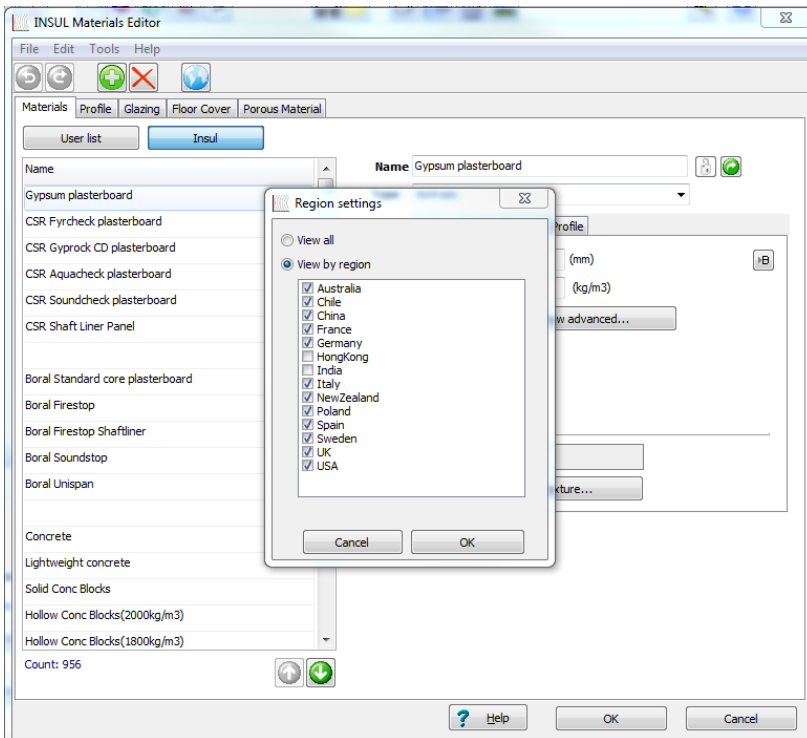 INSUL Materials Editor
File Edit Tools Help
Materials Profile Glazing Floor Cover Porous Material
User list Insul
Name
Gypsum plasterboard
CSR Fyrcheck plasterboard
CSR Gyprock CD plasterboard
CSR Aquacheck plasterboard
CSR Soundcheck plasterboard
CSR Shaft Liner Panel
Boral Standard core plasterboard
Boral Firestop
Boral Firestop Shaftliner
Boral Soundstop
Boral Unispan
Concrete
Lightweight concrete
Solid Conc Blocks
Hollow Conc Blocks(2000kg/m3)
Hollow Conc Blocks(1800kg/m3)
Count: 956
Name Gypsum plasterboard
Profile
(mm)
B
(kg/m3)
w advanced...
xture...
Region settings
View all
View by region
Australia
Chile
China
France
Germany
HongKong
India
Italy
NewZealand
Poland
Spain
Sweden
UK
USA
Cancel OK
? Help OK Cancel